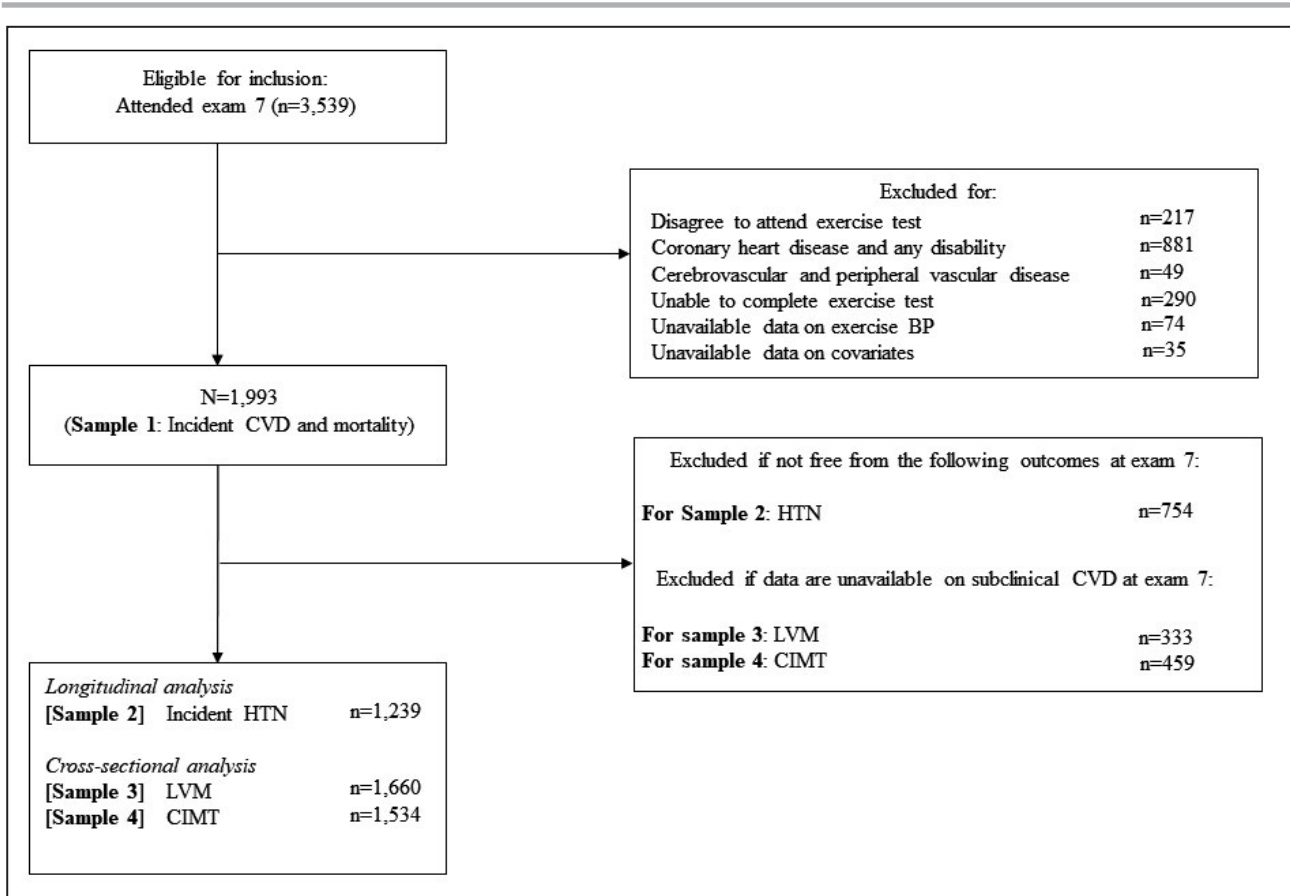 Eligible for inclusion:
Attended exam 7 (n=3,539)
Excluded for:
Disagree to attend exercise test n=217
Coronary heart disease and any disability n=881
Cerebrovascular and peripheral vascular disease n=49
Unable to complete exercise test n=290
Unavailable data on exercise BP n=74
Unavailable data on covariates n=35
N=1,993
(Sample 1: Incident CVD and mortality)
Excluded if not free from the following outcomes at exam 7:
For Sample 2: HTN n=754
Excluded if data are unavailable on subclinical CVD at exam 7:
For sample 3: LVM n=333
For sample 4: CIMT n=459
Longitudinal analysis
[Sample 2] Incident HTN n=1,239
Cross-sectional analysis
[Sample 3] LVM n=1,660
[Sample 4] CIMT n=1,534